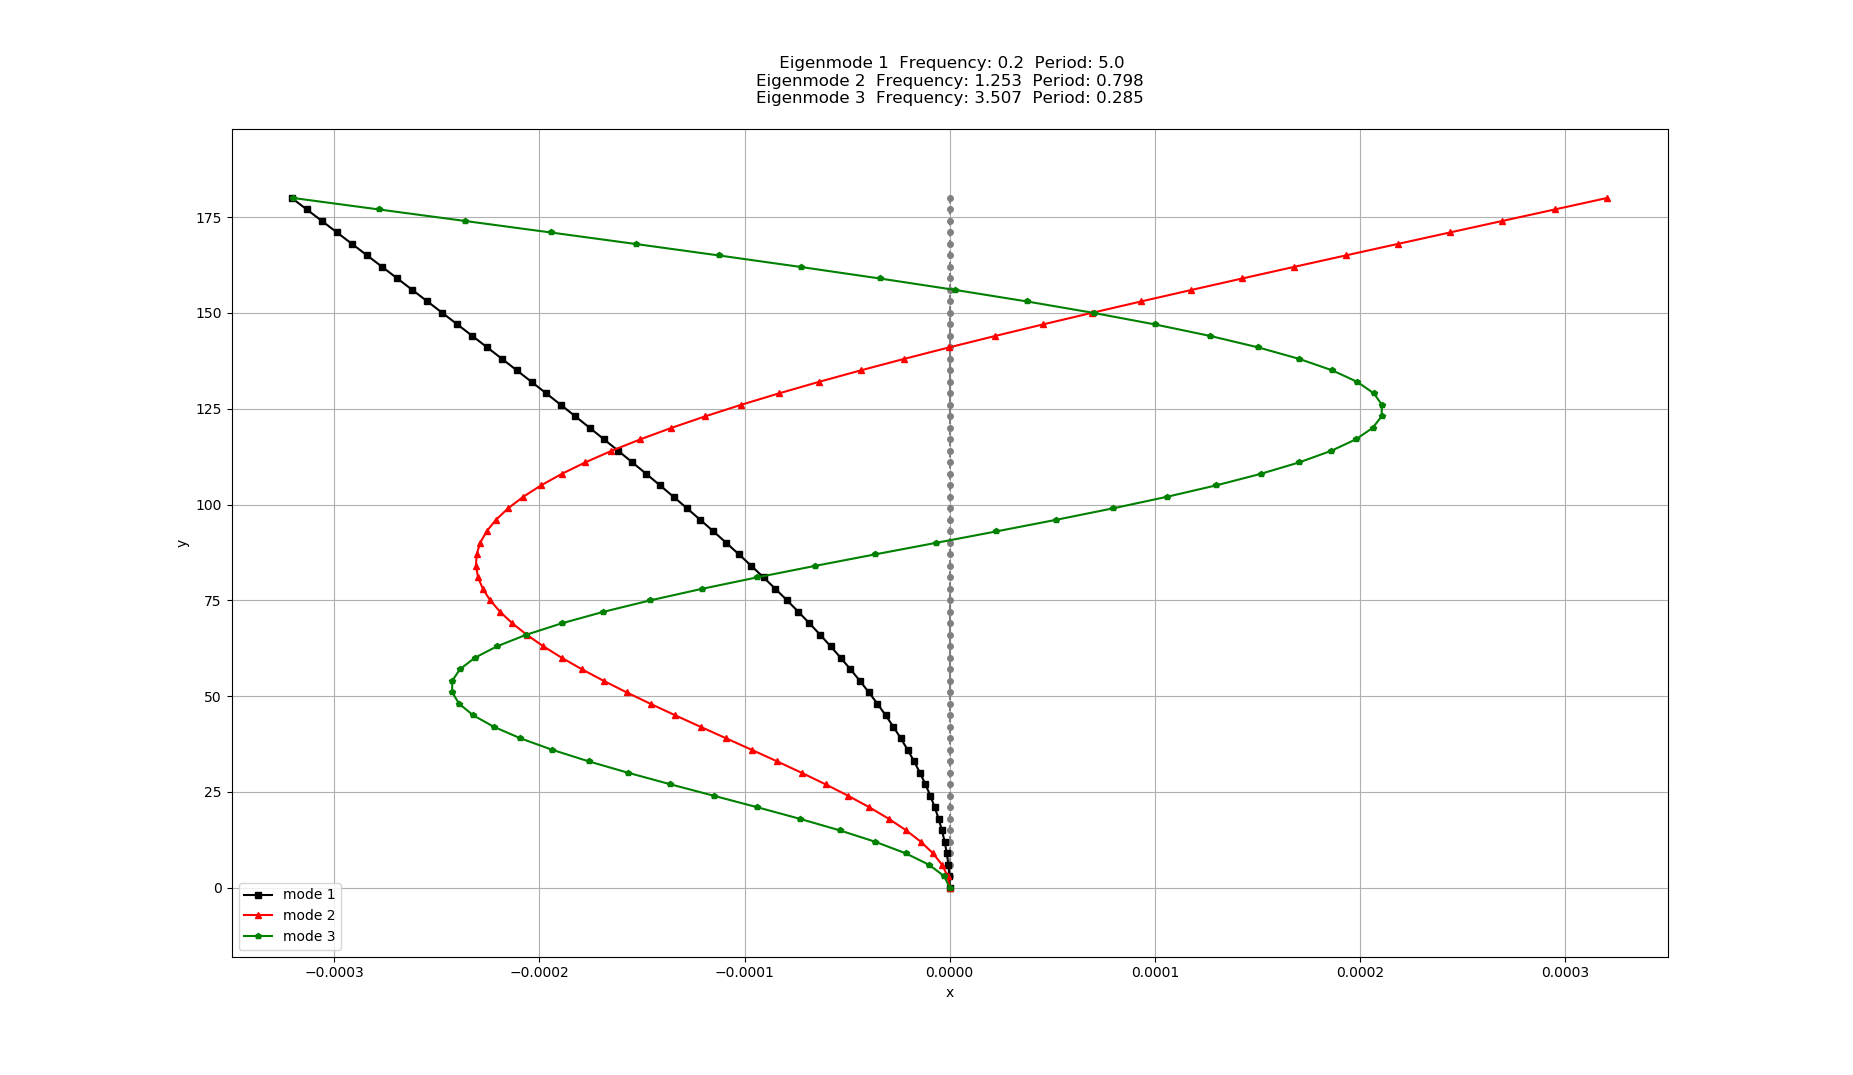 Eigenmode 1  Frequency: 0.2  Period: 5.0
Eigenmode 2  Frequency: 1.253  Period: 0.798
Eigenmode 3  Frequency: 3.507  Period: 0.285
175
150
125
100
75
50
25
0
y
mode 1
mode 2
mode 3
−0.0003 −0.0002 −0.0001 0.0000 0.0001 0.0002 0.0003
x